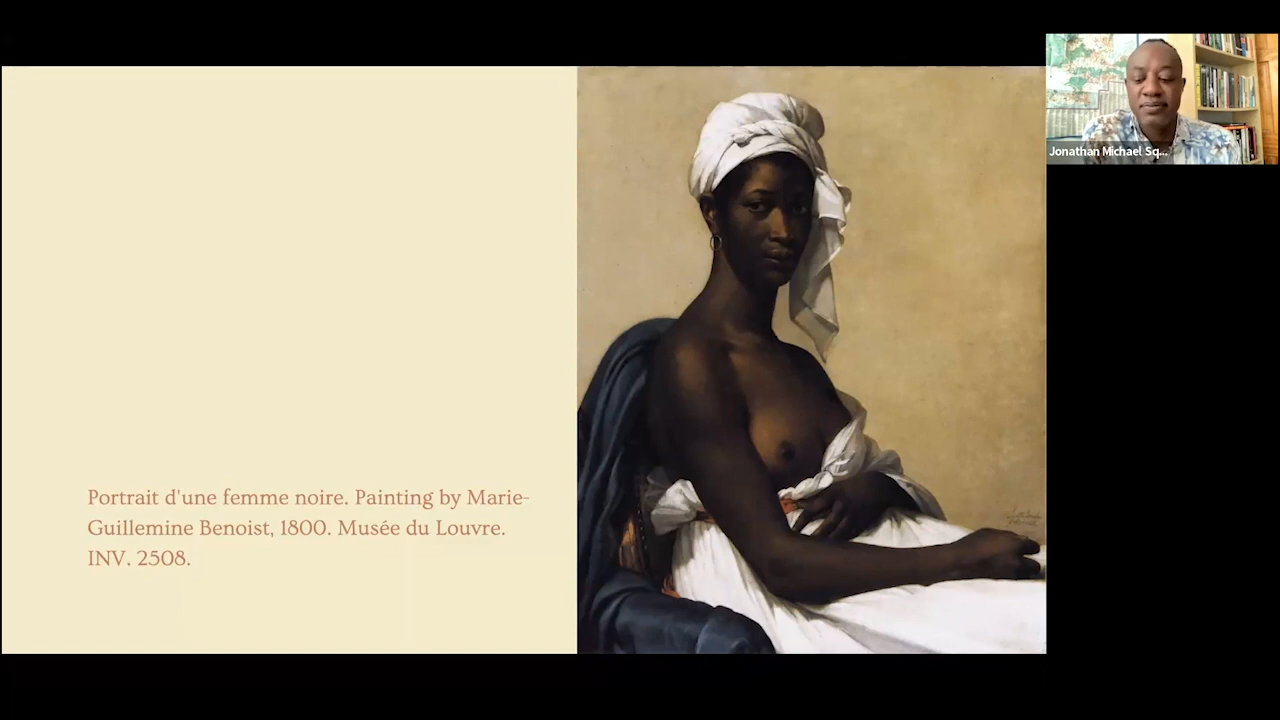 Portrait d'une femme noire. Painting by Marie-
Guillemine Benoist, 1800. Musée du Louvre.
INV. 2508.
Jonathan Michael Sq...